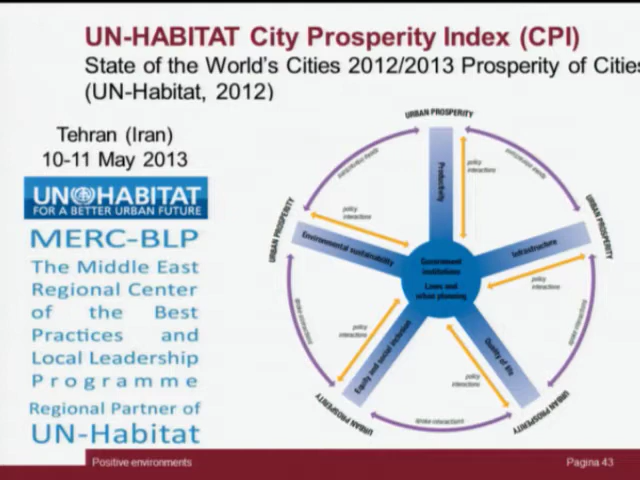 UN-HABITAT City Prosperity Index (CPI)
State of the World's Cities 2012/2013 Prosperity of Cities
(UN-Habitat, 2012)
Tehran (Iran)
10-11 May 2013
UN HABITAT
FOR A BETTER URBAN FUTURE
MERC-BLP
The Middle East
Regional Center
of the Best
Practices and
Local Leadership
Programme
Regional Partner of
UN-Habitat
URBAN PROSPERITY
Productivity
policy
interactions
URBAN PROSPERITY
Environmental sustainability
policy
interactions
Government
institutions
Laws and
urban planning
Infrastructure
policy
interactions
URBAN PROSPERITY
Equity and social inclusion
policy
interactions
Quality of life
policy
interactions
URBAN PROSPERITY
URBAN PROSPERITY
Positive environments
Pagina 43